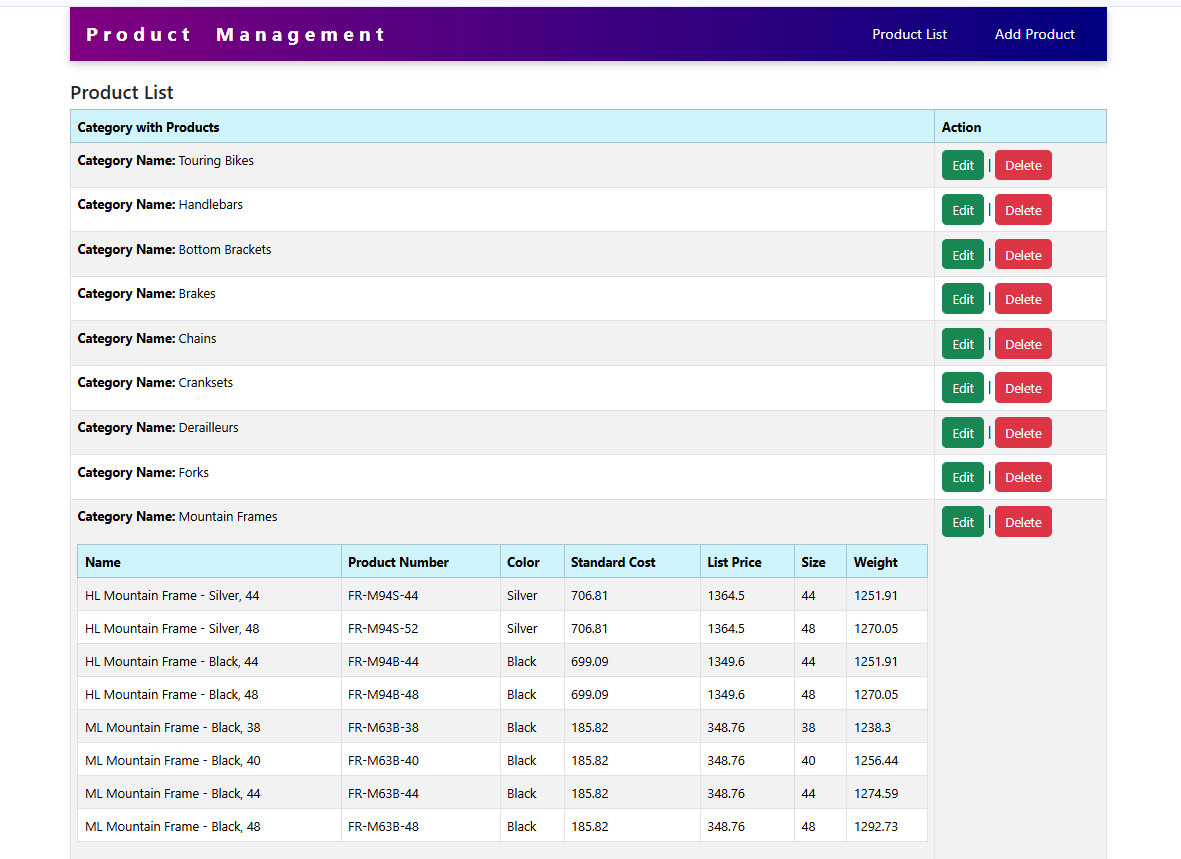 Product Management Product List Add Product
Product List
Category with Products Action
Category Name: Touring Bikes Edit | Delete
Category Name: Handlebars Edit | Delete
Category Name: Bottom Brackets Edit | Delete
Category Name: Brakes Edit | Delete
Category Name: Chains Edit | Delete
Category Name: Cranksets Edit | Delete
Category Name: Derailleurs Edit | Delete
Category Name: Forks Edit | Delete
Category Name: Mountain Frames Edit | Delete
Name Product Number Color Standard Cost List Price Size Weight
HL Mountain Frame - Silver, 44 FR-M94S-44 Silver 706.81 1364.5 44 1251.91
HL Mountain Frame - Silver, 48 FR-M94S-52 Silver 706.81 1364.5 48 1270.05
HL Mountain Frame - Black, 44 FR-M94B-44 Black 699.09 1349.6 44 1251.91
HL Mountain Frame - Black, 48 FR-M94B-48 Black 699.09 1349.6 48 1270.05
ML Mountain Frame - Black, 38 FR-M63B-38 Black 185.82 348.76 38 1238.3
ML Mountain Frame - Black, 40 FR-M63B-40 Black 185.82 348.76 40 1256.44
ML Mountain Frame - Black, 44 FR-M63B-44 Black 185.82 348.76 44 1274.59
ML Mountain Frame - Black, 48 FR-M63B-48 Black 185.82 348.76 48 1292.73